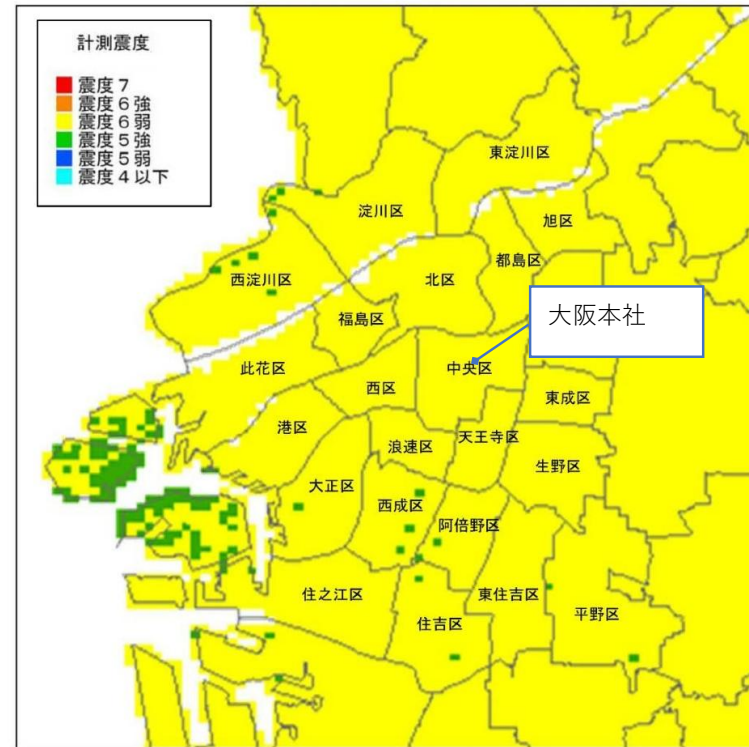 計測震度
震度7
震度6強
震度6弱
震度5強
震度5弱
震度4以下
東淀川区
淀川区
旭区
都島区
西淀川区
北区
福島区
大阪本社
此花区
中央区
西区
東成区
港区
天王寺区
浪速区
生野区
大正区
西成区
阿倍野区
住之江区
東住吉区
平野区
住吉区